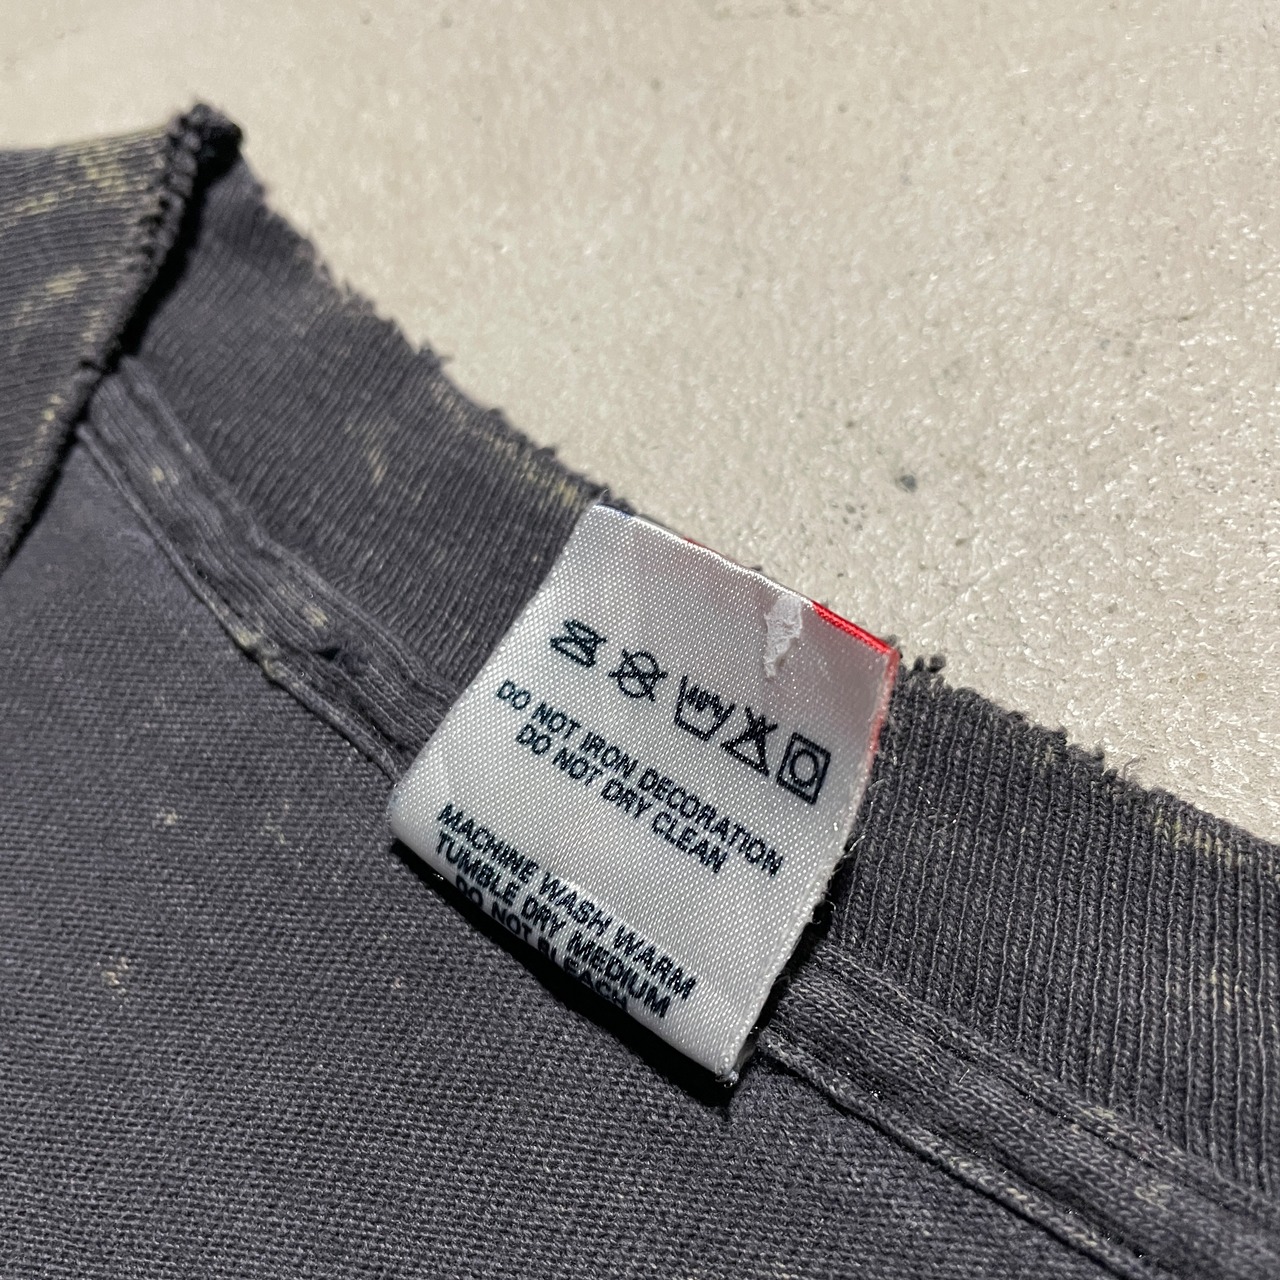 DO NOT IRON DECORATION
DO NOT DRY CLEAN
MACHINE WASH WARM
TUMBLE DRY MEDIUM
DO NOT BLEACH